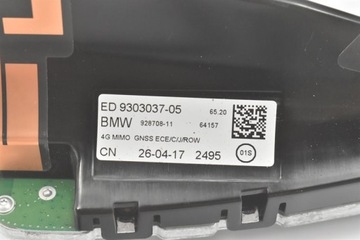 ED 9303037-05 65.20
BMW 928708-11 64157
4G MIMO GNSS ECE/C/J/ROW
CN 26-04-17 2495 01S